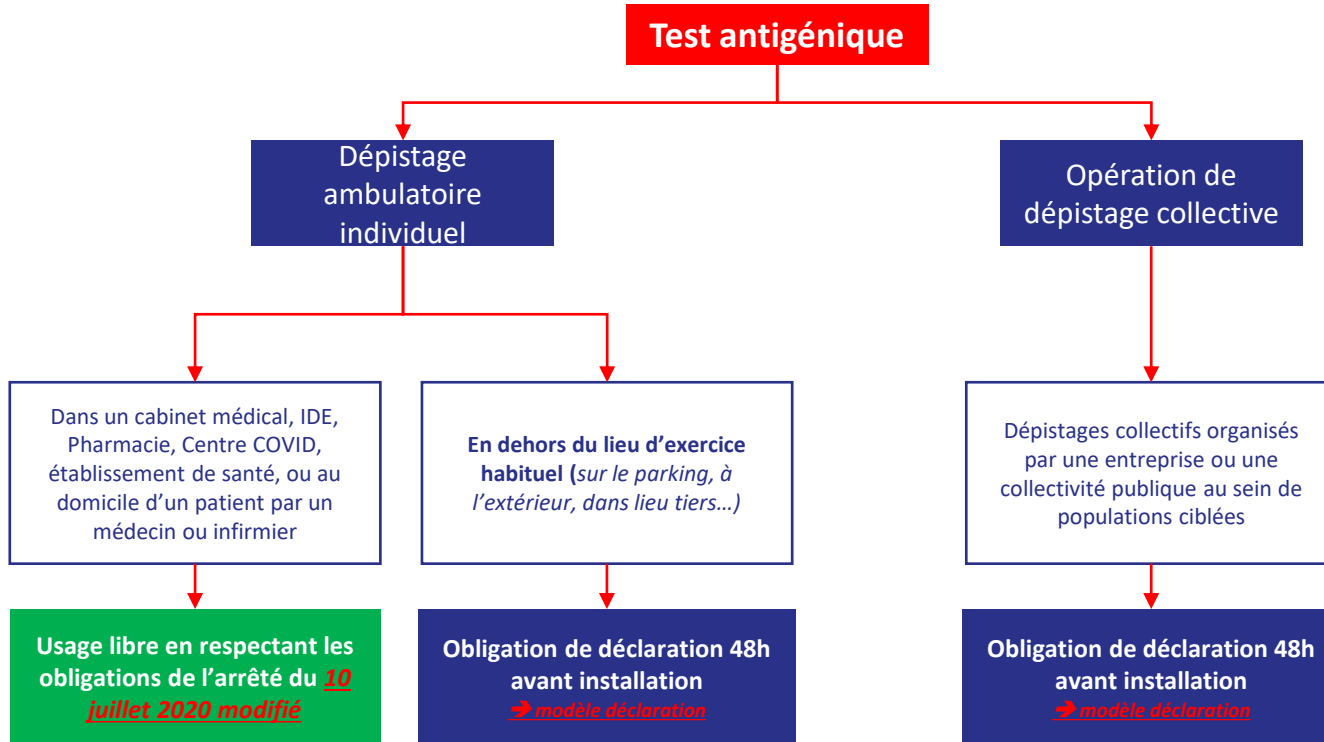 Test antigénique
Dépistage
ambulatoire
individuel
Opération de
dépistage collective
Dans un cabinet médical, IDE,
Pharmacie, Centre COVID,
établissement de santé, ou au
domicile d’un patient par un
médecin ou infirmier
En dehors du lieu d’exercice
habituel (sur le parking, à
l’extérieur, dans lieu tiers…)
Dépistages collectifs organisés
par une entreprise ou une
collectivité publique au sein de
populations ciblées
Usage libre en respectant les
obligations de l’arrêté du 10
juillet 2020 modifié
Obligation de déclaration 48h
avant installation
➔ modèle déclaration
Obligation de déclaration 48h
avant installation
➔ modèle déclaration